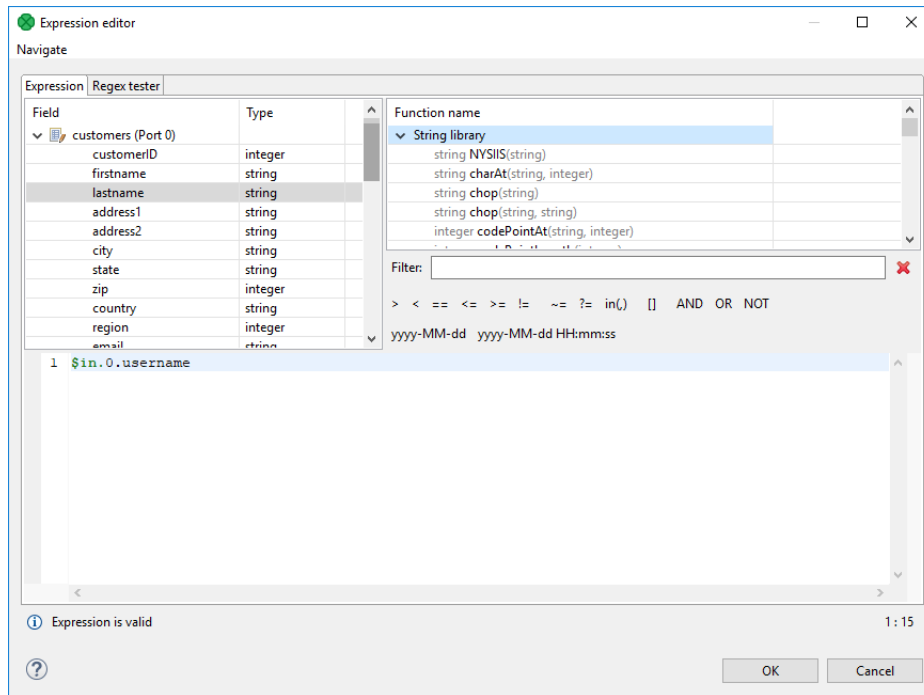 Expression editor
Navigate
Expression Regex tester
Field Type
customers (Port 0)
customerID integer
firstname string
lastname string
address1 string
address2 string
city string
state string
zip integer
country string
region integer
email string
Function name
String library
string NYSIIS(string)
string charAt(string, integer)
string chop(string)
string chop(string, string)
integer codePointAt(string, integer)
Filter:
> < == <= >= != ~= ?= in(,) [] AND OR NOT
yyyy-MM-dd yyyy-MM-dd HH:mm:ss
1 $in.0.username
Expression is valid 1 : 15
? OK Cancel